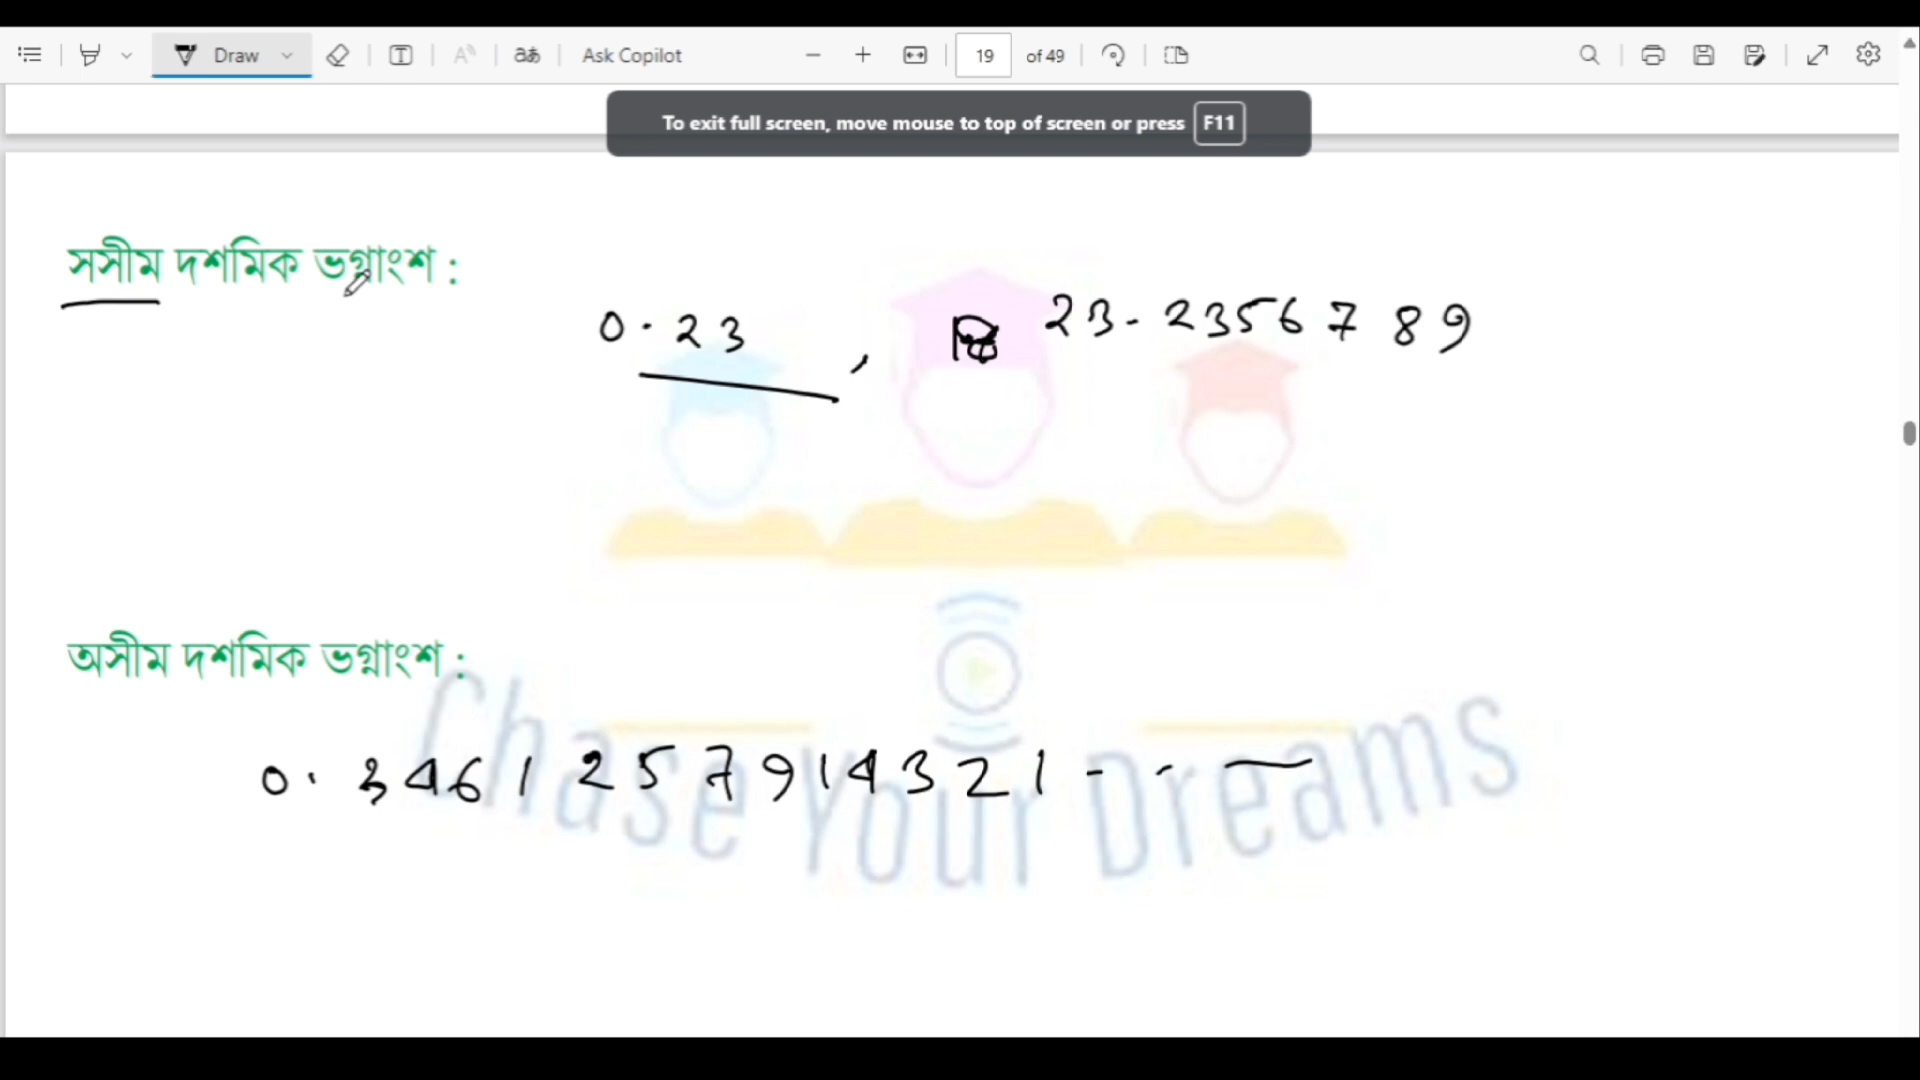 Draw Ask Copilot 19 of 49
To exit full screen, move mouse to top of screen or press F11
সসীম দশমিক ভগ্নাংশ :
0.23 , 23.2356789
অসীম দশমিক ভগ্নাংশ :
0.3461257914321 - - —
Chase Your Dreams